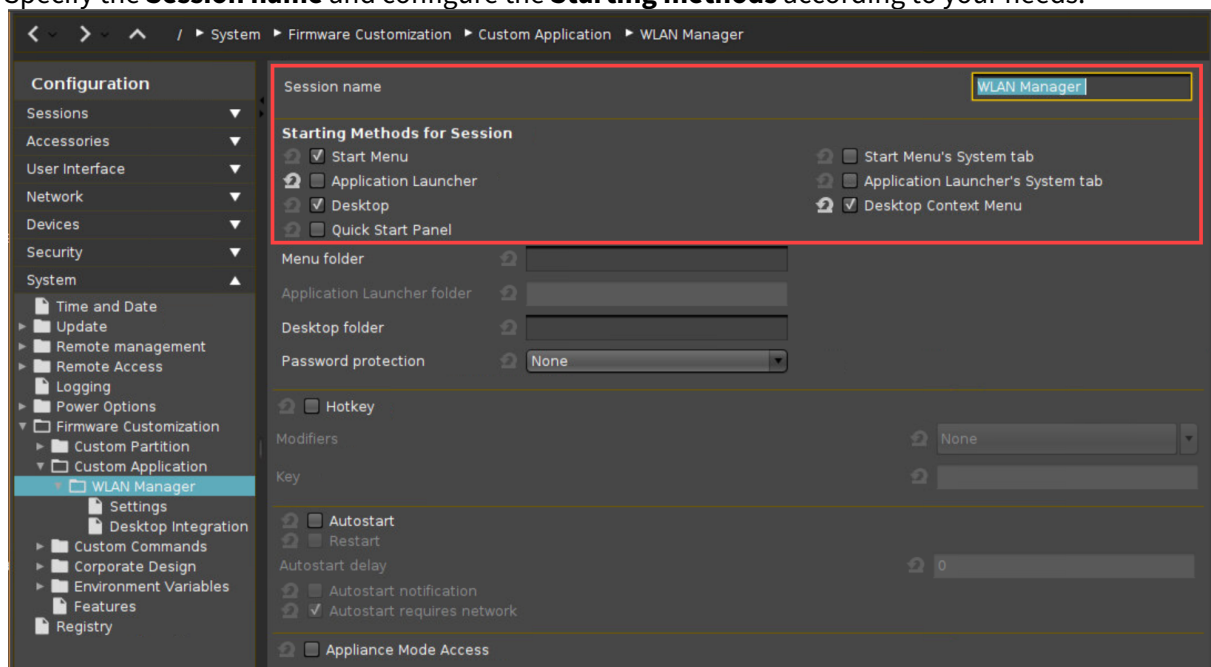 Specify the Session name and configure the Starting methods according to your needs.
/ System Firmware Customization Custom Application WLAN Manager
Configuration
Sessions
Accessories
User Interface
Network
Devices
Security
System
Time and Date
Update
Remote management
Remote Access
Logging
Power Options
Firmware Customization
Custom Partition
Custom Application
WLAN Manager
Settings
Desktop Integration
Custom Commands
Corporate Design
Environment Variables
Features
Registry
Session name WLAN Manager
Starting Methods for Session
Start Menu Start Menu's System tab
Application Launcher Application Launcher's System tab
Desktop Desktop Context Menu
Quick Start Panel
Menu folder
Application Launcher folder
Desktop folder
Password protection None
Hotkey
Modifiers None
Key
Autostart
Restart
Autostart delay 0
Autostart notification
Autostart requires network
Appliance Mode Access